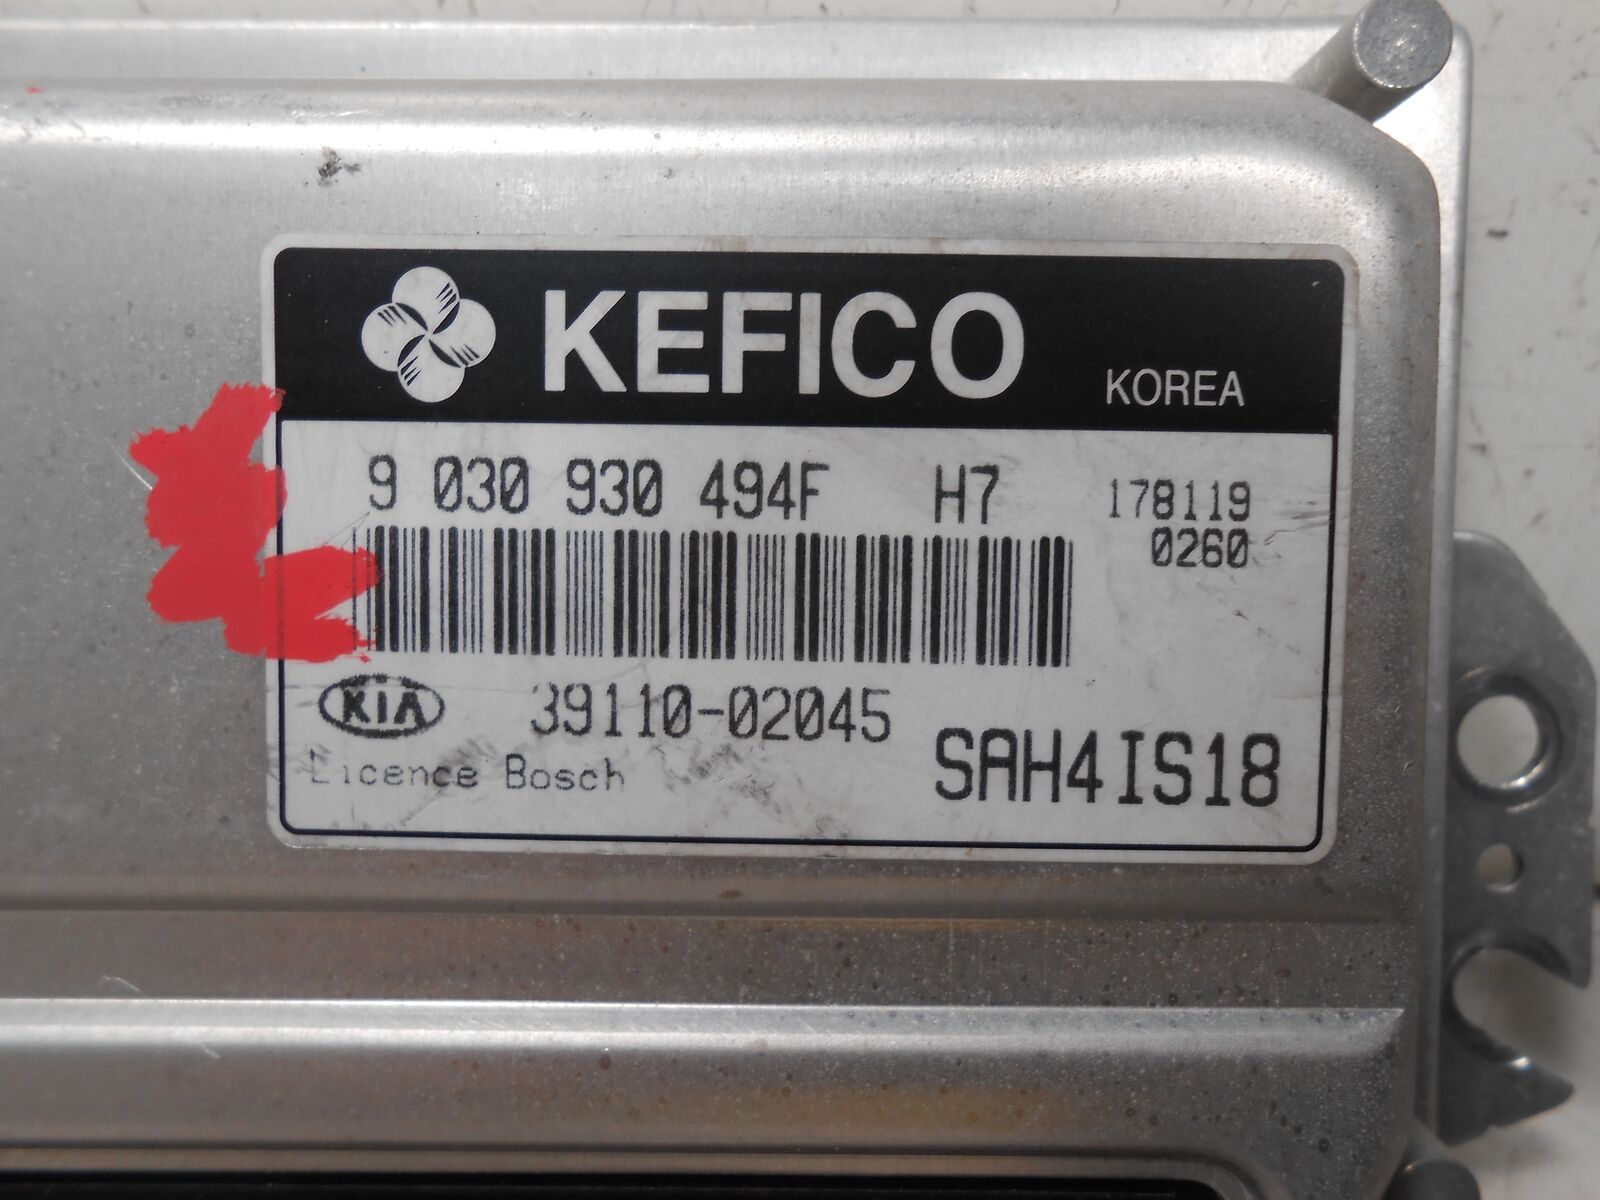 KEFICO KOREA
9 030 930 494F H7 178119
0260
KIA 39110-02045
Licence Bosch SAH4IS18